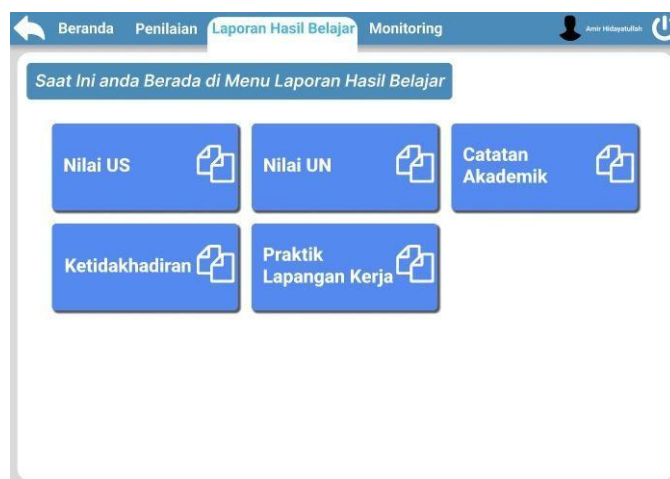 Beranda Penilaian Laporan Hasil Belajar Monitoring Amir Hidayatullah
Saat Ini anda Berada di Menu Laporan Hasil Belajar
Nilai US
Nilai UN
Catatan
Akademik
Ketidakhadiran
Praktik
Lapangan Kerja